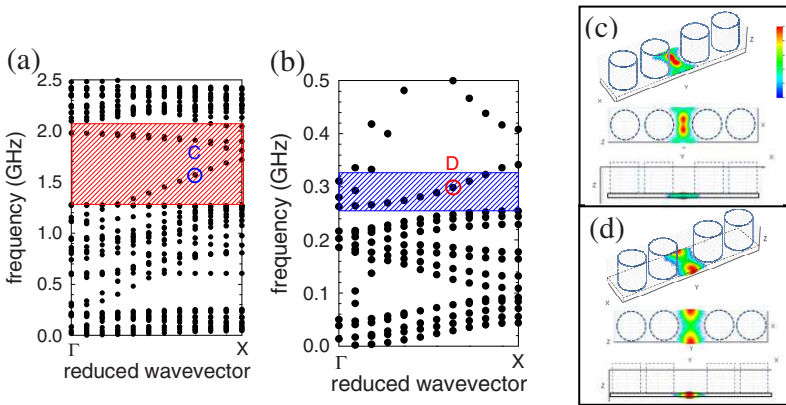 (a)
2.5
2.0
1.5
1.0
0.5
0.0
frequency (GHz)
C
Γ
X
reduced wavevector
(b)
0.5
0.4
0.3
0.2
0.1
0.0
frequency (GHz)
D
Γ
X
reduced wavevector
(c)
Z
X
Y
X
Z
Y
X
Z
Y
(d)
Z
X
Y
X
Z
Y
X
Z
Y